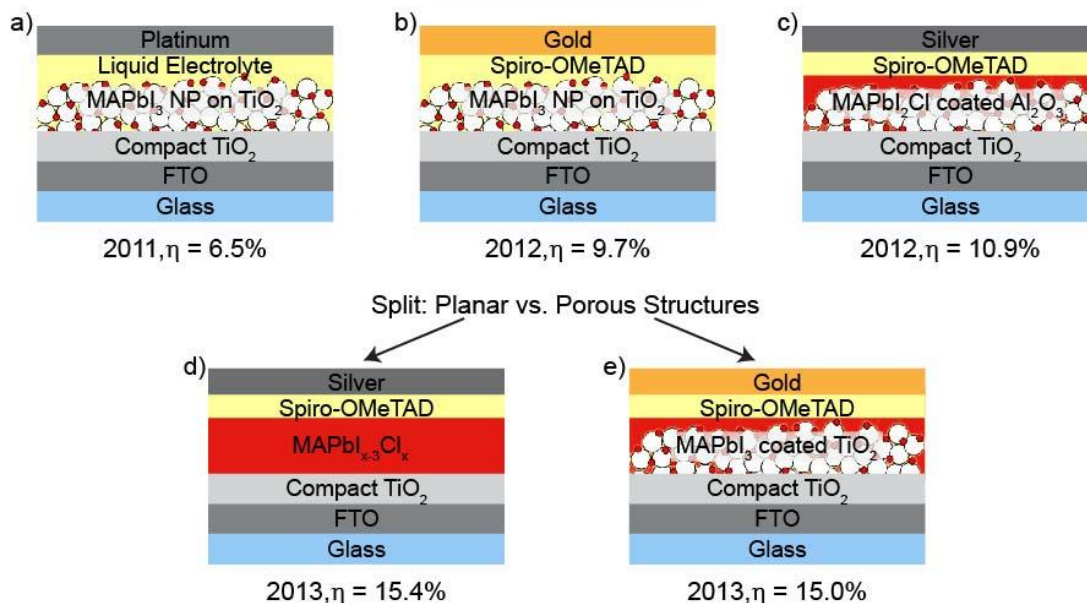 a)
Platinum
Liquid Electrolyte
MAPbI₃ NP on TiO₂
Compact TiO₂
FTO
Glass
2011,η = 6.5%
b)
Gold
Spiro-OMeTAD
MAPbI₃ NP on TiO₂
Compact TiO₂
FTO
Glass
2012,η = 9.7%
c)
Silver
Spiro-OMeTAD
MAPbI₂Cl coated Al₂O₃
Compact TiO₂
FTO
Glass
2012,η = 10.9%
Split: Planar vs. Porous Structures
d)
Silver
Spiro-OMeTAD
MAPbIₓ₋₃Clₓ
Compact TiO₂
FTO
Glass
2013,η = 15.4%
e)
Gold
Spiro-OMeTAD
MAPbI₃ coated TiO₂
Compact TiO₂
FTO
Glass
2013,η = 15.0%